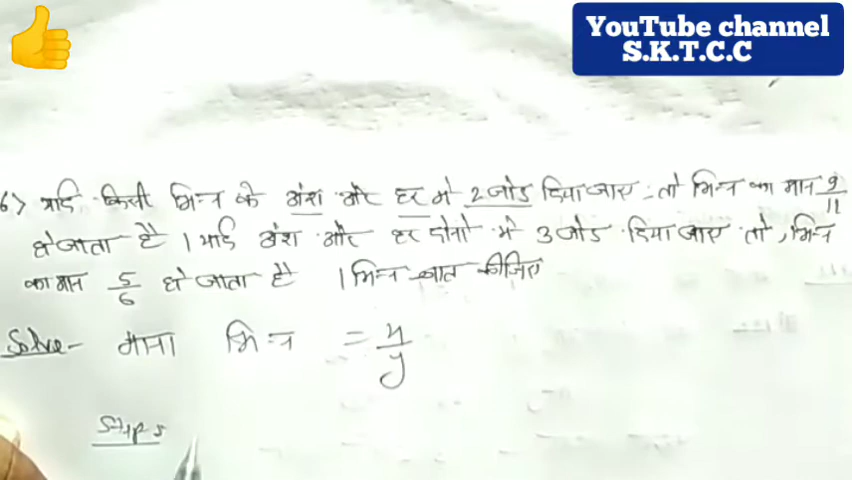 YouTube channel
S.K.T.C.C
6> यदि किसी भिन्न के अंश और हर मे 2 जोड दिया जाए तो भिन्न का मान 9/11
हो जाता है । यदि अंश और हर दोनो मे 3 जोड दिया जाए तो, भिन्न
का मान 5/6 हो जाता है । भिन्न ज्ञात कीजिए
Solve- माना भिन्न = x/y